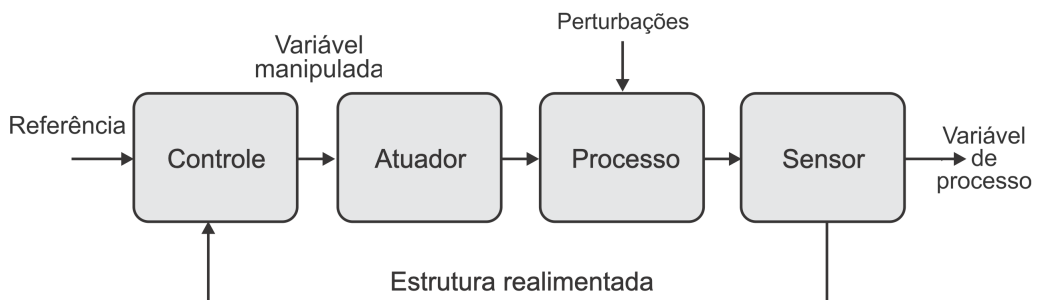 Perturbações
Variável
manipulada
Referência
Controle
Atuador
Processo
Sensor
Variável
de
processo
Estrutura realimentada